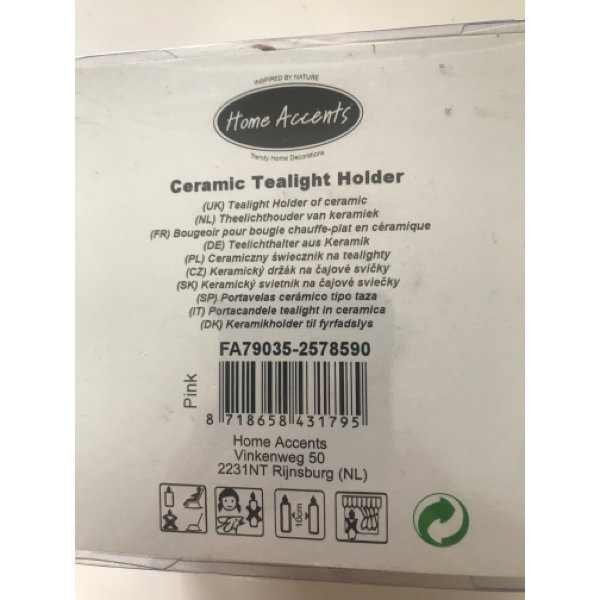 INSPIRED BY NATURE
Home Accents
Trendy Home Decorations
Ceramic Tealight Holder
(UK) Tealight Holder of ceramic
(NL) Theelichthouder van keramiek
(FR) Bougeoir pour bougie chauffe-plat en céramique
(DE) Teelichthalter aus Keramik
(PL) Ceramiczny świecznik na tealighty
(CZ) Keramický držák na čajové svíčky
(SK) Keramický svietnik na čajové sviečky
(SP) Portavelas cerámico tipo taza
(IT) Portacandele tealight in ceramica
(DK) Keramikholder til fyrfadslys
FA79035-2578590
Pink
8 718658 431795
Home Accents
Vinkenweg 50
2231NT Rijnsburg (NL)
10cm